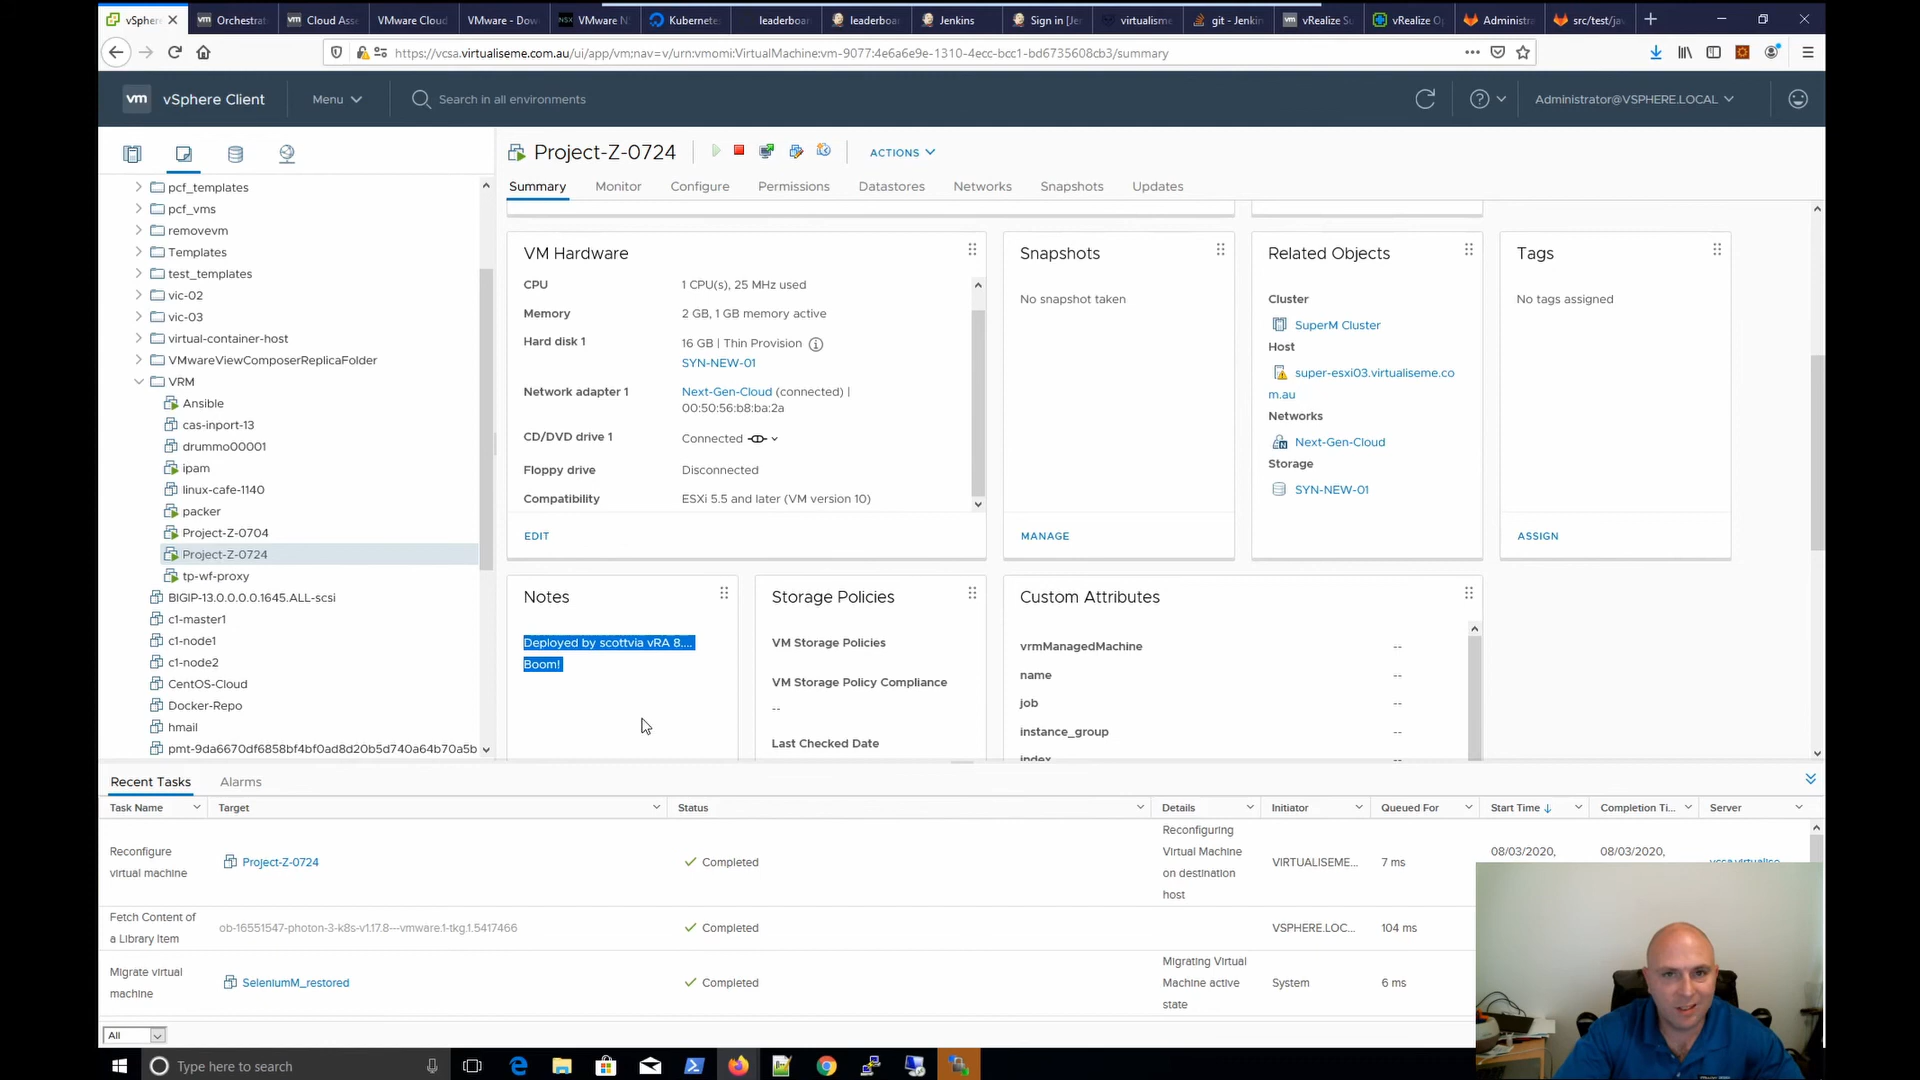 vSphe
Orchestra
Cloud Asse
VMware Cloud
VMware - Dow
VMware N
Kubernete
leaderboar
leaderboa
Jenkins
Sign in [Je
virtualisme
git - Jenki
vRealize Su
vRealize Op
Administra
src/test/jav
https://vcsa.virtualiseme.com.au/ui/app/vm;nav=v/urn:vmomi:VirtualMachine:vm-9077:4e6a6e9e-1310-4ecc-bcc1-bd6735608cb3/summary
vm vSphere Client
Menu
Search in all environments
Administrator@VSPHERE.LOCAL
pcf_templates
pcf_vms
removevm
Templates
test_templates
vic-02
vic-03
virtual-container-host
VMwareViewComposerReplicaFolder
VRM
Ansible
cas-inport-13
drummo00001
ipam
linux-cafe-1140
packer
Project-Z-0704
Project-Z-0724
tp-wf-proxy
BIGIP-13.0.0.0.0.1645.ALL-scsi
c1-master1
c1-node1
c1-node2
CentOS-Cloud
Docker-Repo
hmail
pmt-9da6670df6858bf4bf0ad8d20b5d740a64b70a5b
Project-Z-0724
ACTIONS
Summary Monitor Configure Permissions Datastores Networks Snapshots Updates
VM Hardware
CPU 1 CPU(s), 25 MHz used
Memory 2 GB, 1 GB memory active
Hard disk 1 16 GB | Thin Provision
SYN-NEW-01
Network adapter 1 Next-Gen-Cloud (connected) |
00:50:56:b8:ba:2a
CD/DVD drive 1 Connected
Floppy drive Disconnected
Compatibility ESXi 5.5 and later (VM version 10)
EDIT
Snapshots
No snapshot taken
MANAGE
Related Objects
Cluster
SuperM Cluster
Host
super-esxi03.virtualiseme.co
m.au
Networks
Next-Gen-Cloud
Storage
SYN-NEW-01
Tags
No tags assigned
ASSIGN
Notes
Deployed by scottvia vRA 8....
Boom!
Storage Policies
VM Storage Policies
VM Storage Policy Compliance
--
Last Checked Date
Custom Attributes
vrmManagedMachine --
name --
job --
instance_group --
index --
Recent Tasks Alarms
Task Name Target Status Details Initiator Queued For Start Time Completion Ti... Server
Reconfigure
virtual machine
Project-Z-0724
Completed
Reconfiguring
Virtual Machine
on destination
host
VIRTUALISEME...
7 ms
08/03/2020,
08/03/2020,
vcsa.virtualise
Fetch Content of
a Library Item
ob-16551547-photon-3-k8s-v1.17.8---vmware.1-tkg.1.5417466
Completed
VSPHERE.LOC...
104 ms
Migrate virtual
machine
SeleniumM_restored
Completed
Migrating Virtual
Machine active
state
System
6 ms
All
Type here to search